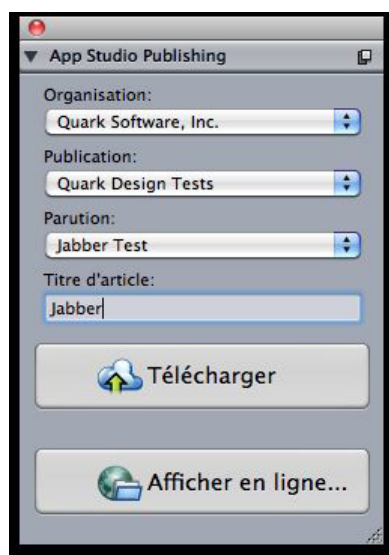 App Studio Publishing
Organisation:
Quark Software, Inc.
Publication:
Quark Design Tests
Parution:
Jabber Test
Titre d'article:
Jabber
Télécharger
Afficher en ligne...